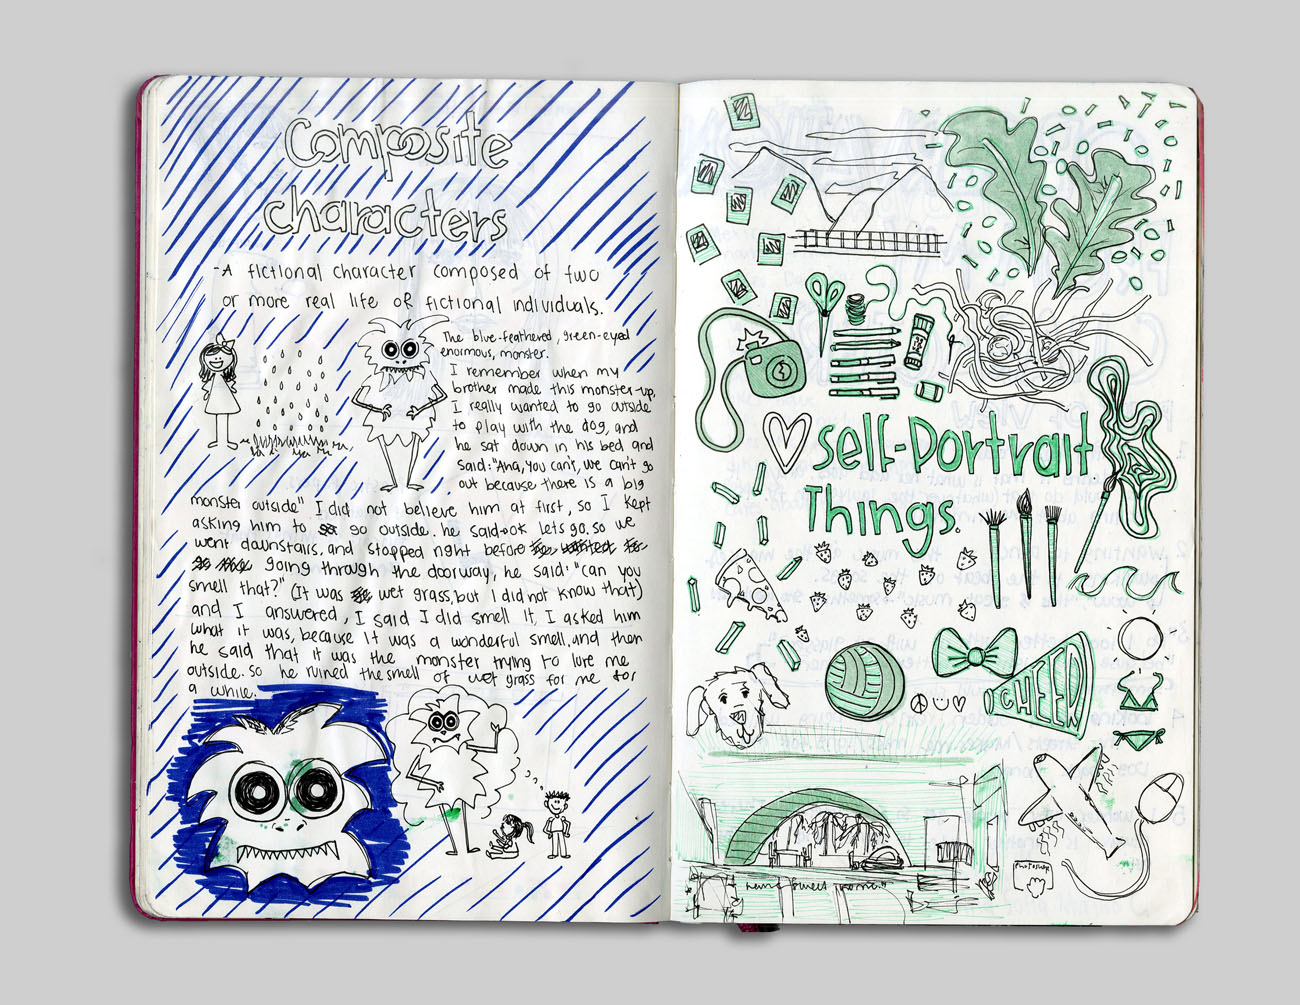 Composite
characters
-A fictional character composed of two
or more real life or fictional individuals.
The blue-feathered, green-eyed
enormous, monster.
I remember when my
brother made this monster-up,
I really wanted to go outside
to play with the dog, and
he sat down in his bed and
said: "Aha, you can't, we can't go
out because there is a big
monster outside" I did not believe him at first, so I kept
asking him to go outside. he said ok lets go, so we
went downstairs, and stopped right before
going through the doorway, he said: "can you
smell that?" (It was wet grass, but I did not know that)
and I answered, I said I did smell it, I asked him
what it was, because it was a wonderful smell, and then
he said that it was the monster trying to lure me
outside. so he ruined the smell of wet grass for me for
a while.
Self-Portrait
Things.
CHEER
Photoshop
"Home sweet home."